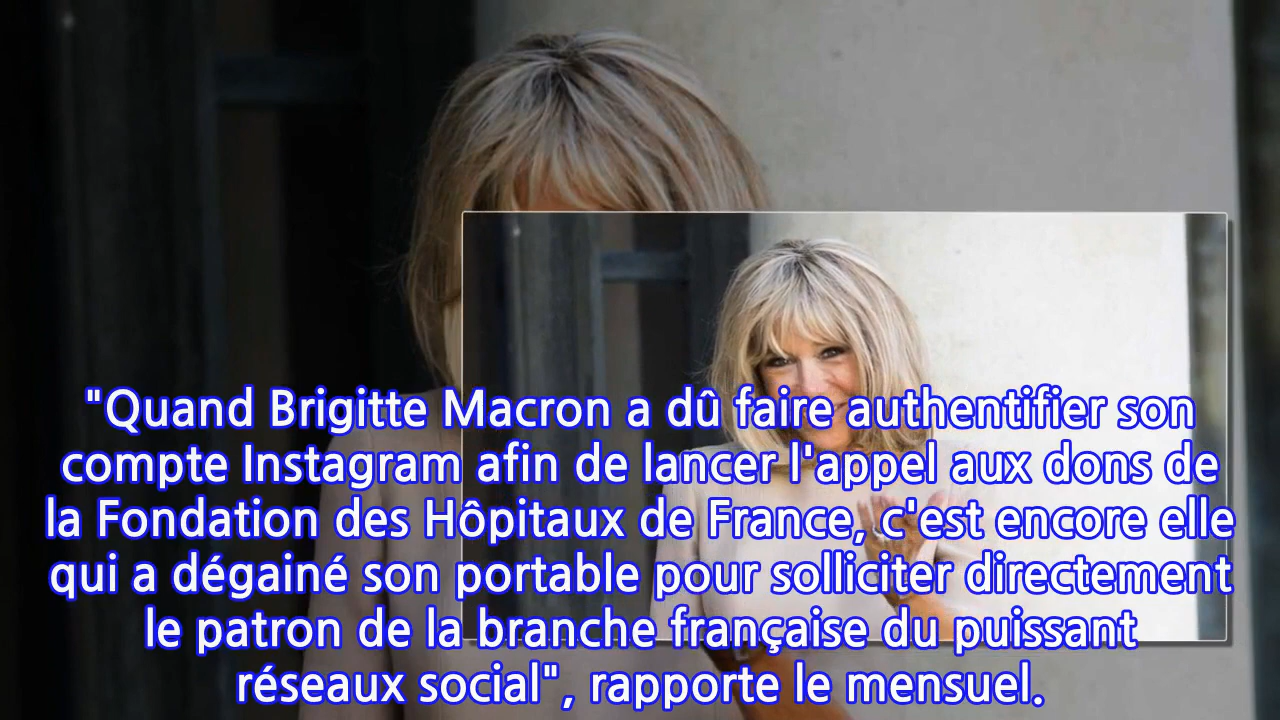 "Quand Brigitte Macron a dû faire authentifier son
compte Instagram afin de lancer l'appel aux dons de
la Fondation des Hôpitaux de France, c'est encore elle
qui a dégainé son portable pour solliciter directement
le patron de la branche française du puissant
réseaux social", rapporte le mensuel.